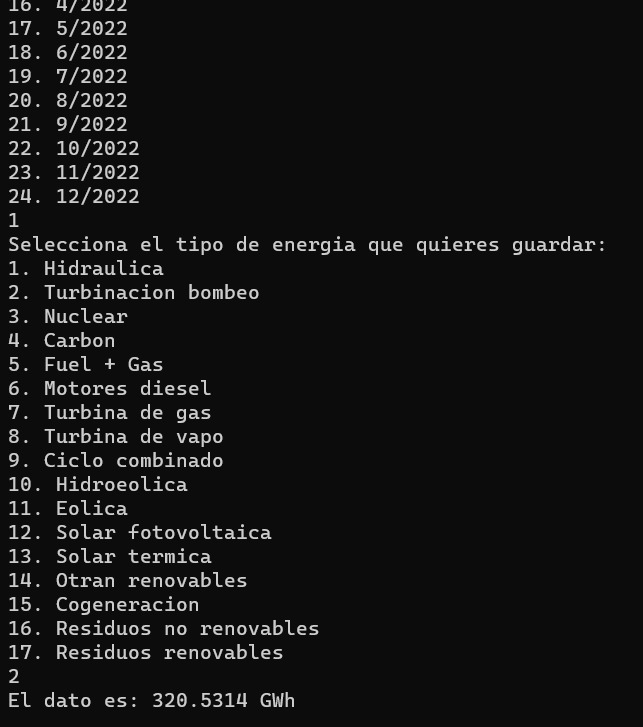 16. 4/2022
17. 5/2022
18. 6/2022
19. 7/2022
20. 8/2022
21. 9/2022
22. 10/2022
23. 11/2022
24. 12/2022
1
Selecciona el tipo de energia que quieres guardar:
1. Hidraulica
2. Turbinacion bombeo
3. Nuclear
4. Carbon
5. Fuel + Gas
6. Motores diesel
7. Turbina de gas
8. Turbina de vapo
9. Ciclo combinado
10. Hidroeolica
11. Eolica
12. Solar fotovoltaica
13. Solar termica
14. Otran renovables
15. Cogeneracion
16. Residuos no renovables
17. Residuos renovables
2
El dato es: 320.5314 GWh